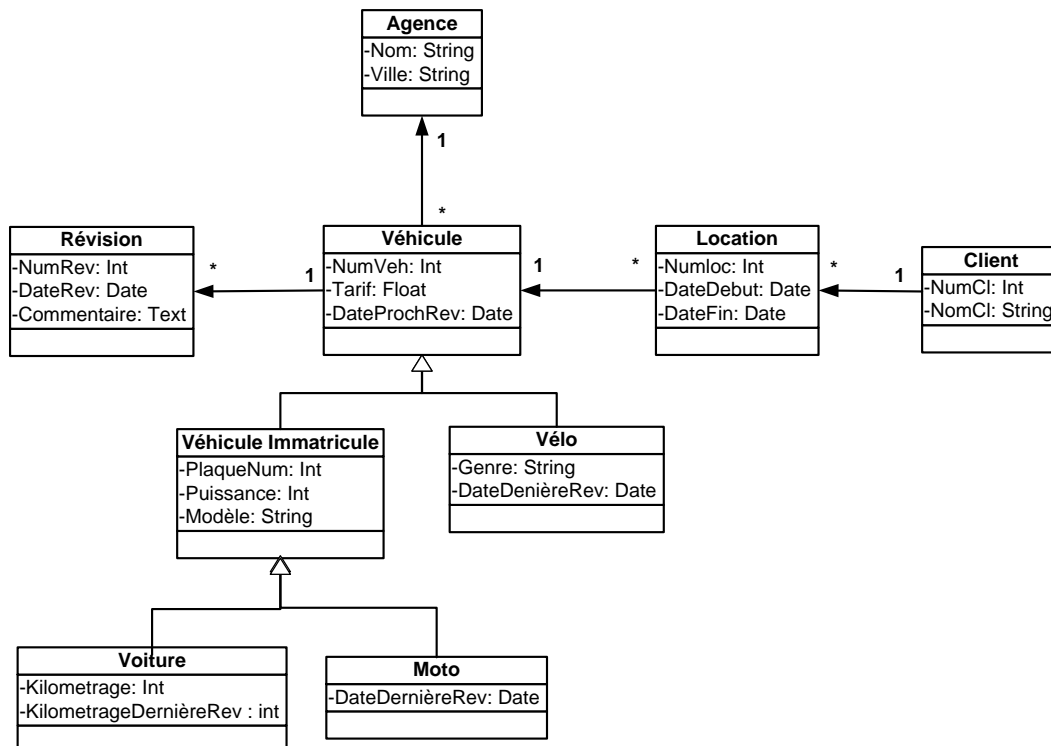 Agence
-Nom: String
-Ville: String
1
*
Révision
-NumRev: Int
-DateRev: Date
-Commentaire: Text
*
1
Véhicule
-NumVeh: Int
-Tarif: Float
-DateProchRev: Date
1
*
Location
-Numloc: Int
-DateDebut: Date
-DateFin: Date
*
1
Client
-NumCl: Int
-NomCl: String
Véhicule Immatricule
-PlaqueNum: Int
-Puissance: Int
-Modèle: String
Vélo
-Genre: String
-DateDenièreRev: Date
Voiture
-Kilometrage: Int
-KilometrageDernièreRev : int
Moto
-DateDernièreRev: Date